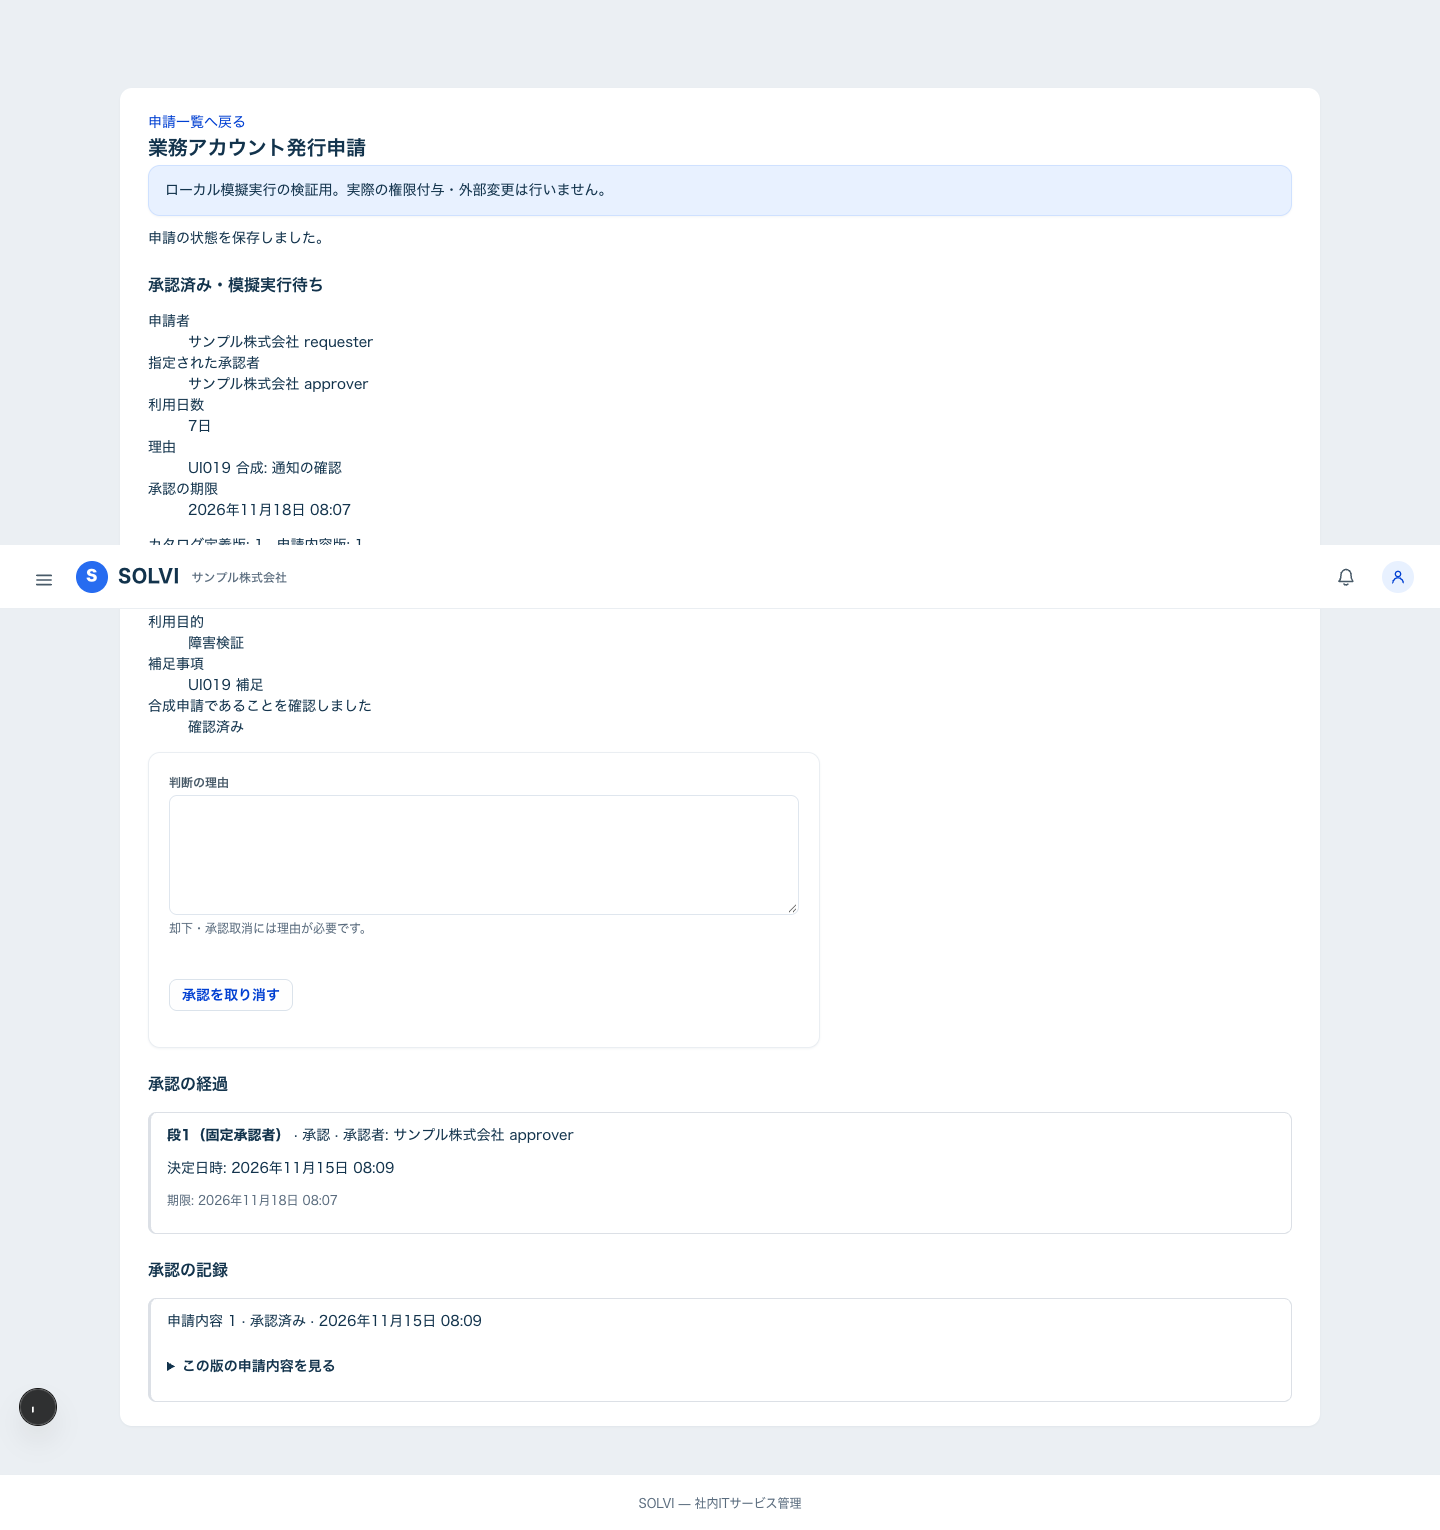 申請一覧へ戻る
業務アカウント発行申請
ローカル模擬実行の検証用。実際の権限付与・外部変更は行いません。
申請の状態を保存しました。
承認済み・模擬実行待ち
申請者
サンプル株式会社 requester
指定された承認者
サンプル株式会社 approver
利用日数
7日
理由
UI019 合成: 通知の確認
承認の期限
2026年11月18日 08:07
カタログ定義版: 1 申請内容版: 1
S SOLVI サンプル株式会社
利用目的
障害検証
補足事項
UI019 補足
合成申請であることを確認しました
確認済み
判断の理由
却下・承認取消には理由が必要です。
承認を取り消す
承認の経過
段1（固定承認者） · 承認 · 承認者: サンプル株式会社 approver
決定日時: 2026年11月15日 08:09
期限: 2026年11月18日 08:07
承認の記録
申請内容 1 · 承認済み · 2026年11月15日 08:09
この版の申請内容を見る
SOLVI — 社内ITサービス管理